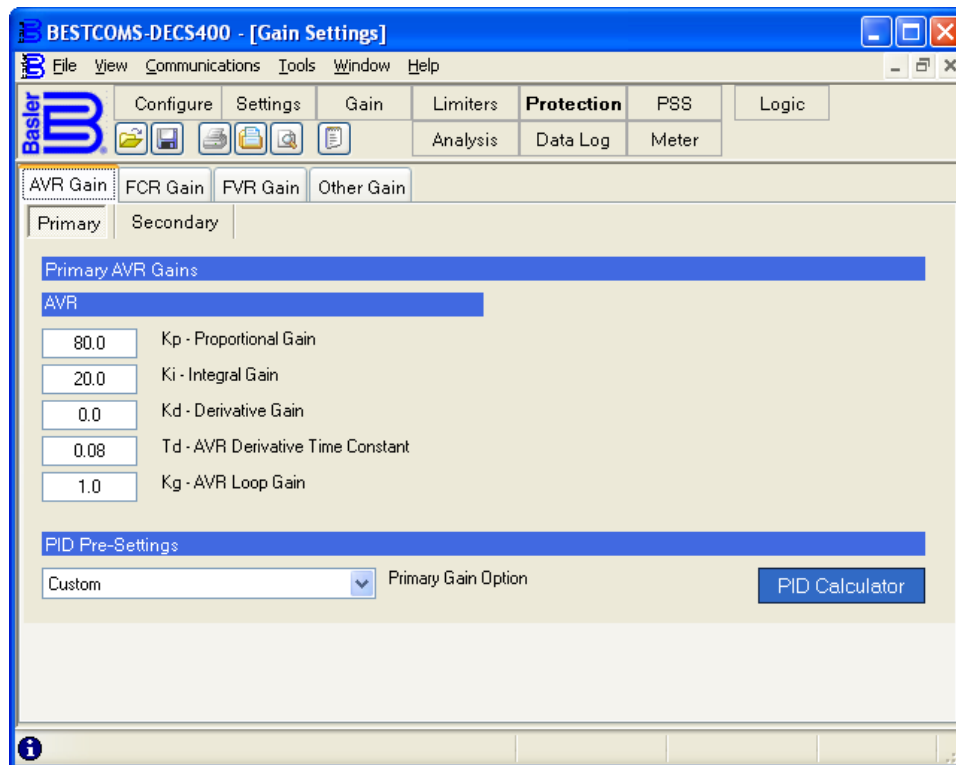 BESTCOMS-DECS400 - [Gain Settings]
File View Communications Tools Window Help
Basler
Configure Settings Gain Limiters Protection PSS Logic
Analysis Data Log Meter
AVR Gain FCR Gain FVR Gain Other Gain
Primary Secondary
Primary AVR Gains
AVR
80.0 Kp - Proportional Gain
20.0 Ki - Integral Gain
0.0 Kd - Derivative Gain
0.08 Td - AVR Derivative Time Constant
1.0 Kg - AVR Loop Gain
PID Pre-Settings
Custom Primary Gain Option PID Calculator